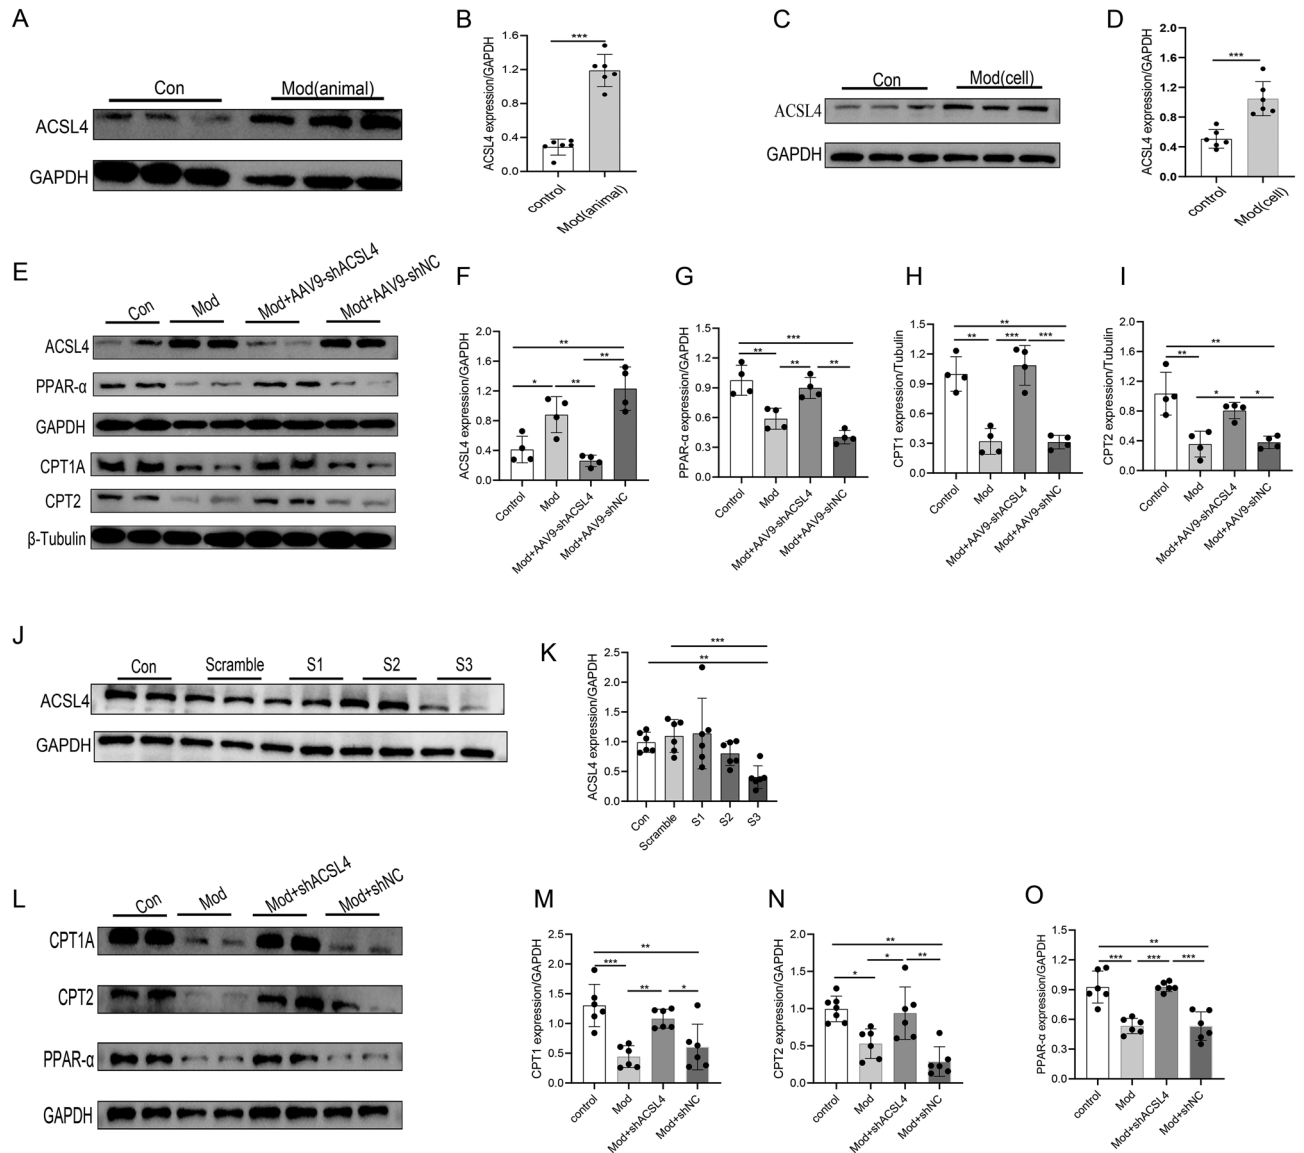 A
Con
Mod(animal)
ACSL4
GAPDH
B
ACSL4 expression/GAPDH
1.6
1.2
0.8
0.4
0.0
***
control
Mod(animal)
C
Con
Mod(cell)
ACSL4
GAPDH
D
ACSL4 expression/GAPDH
2.0
1.6
1.2
0.8
0.4
0.0
***
control
Mod(cell)
E
Con
Mod
Mod+AAV9-shACSL4
Mod+AAV9-shNC
ACSL4
PPAR-α
GAPDH
CPT1A
CPT2
β-Tubulin
F
ACSL4 expression/GAPDH
2.0
1.6
1.2
0.8
0.4
0.0
**
**
* **
Control
Mod
Mod+AAV9-shACSL4
Mod+AAV9-shNC
G
PPAR-α expression/GAPDH
1.5
1.2
0.9
0.6
0.3
0.0
***
**
** **
Control
Mod
Mod+AAV9-shACSL4
Mod+AAV9-shNC
H
CPT1 expression/Tubulin
1.5
1.2
0.9
0.6
0.3
0.0
**
** *** ***
Control
Mod
Mod+AAV9-shACSL4
Mod+AAV9-shNC
I
CPT2 expression/Tubulin
2.0
1.6
1.2
0.8
0.4
0.0
**
**
* *
Control
Mod
Mod+AAV9-shACSL4
Mod+AAV9-shNC
J
Con
Scramble
S1
S2
S3
ACSL4
GAPDH
K
ACSL4 expression/GAPDH
2.5
2.0
1.5
1.0
0.5
0.0
***
**
Con
Scramble
S1
S2
S3
L
Con
Mod
Mod+shACSL4
Mod+shNC
CPT1A
CPT2
PPAR-α
GAPDH
M
CPT1 expression/GAPDH
2.5
2.0
1.5
1.0
0.5
0.0
**
***
** *
control
Mod
Mod+shACSL4
Mod+shNC
N
CPT2 expression/GAPDH
2.0
1.5
1.0
0.5
0.0
**
* **
*
control
Mod
Mod+shACSL4
Mod+shNC
O
PPAR-α expression/GAPDH
1.5
1.2
0.9
0.6
0.3
0.0
**
*** *** ***
Control
Mod
Mod+shACSL4
Mod+shNC